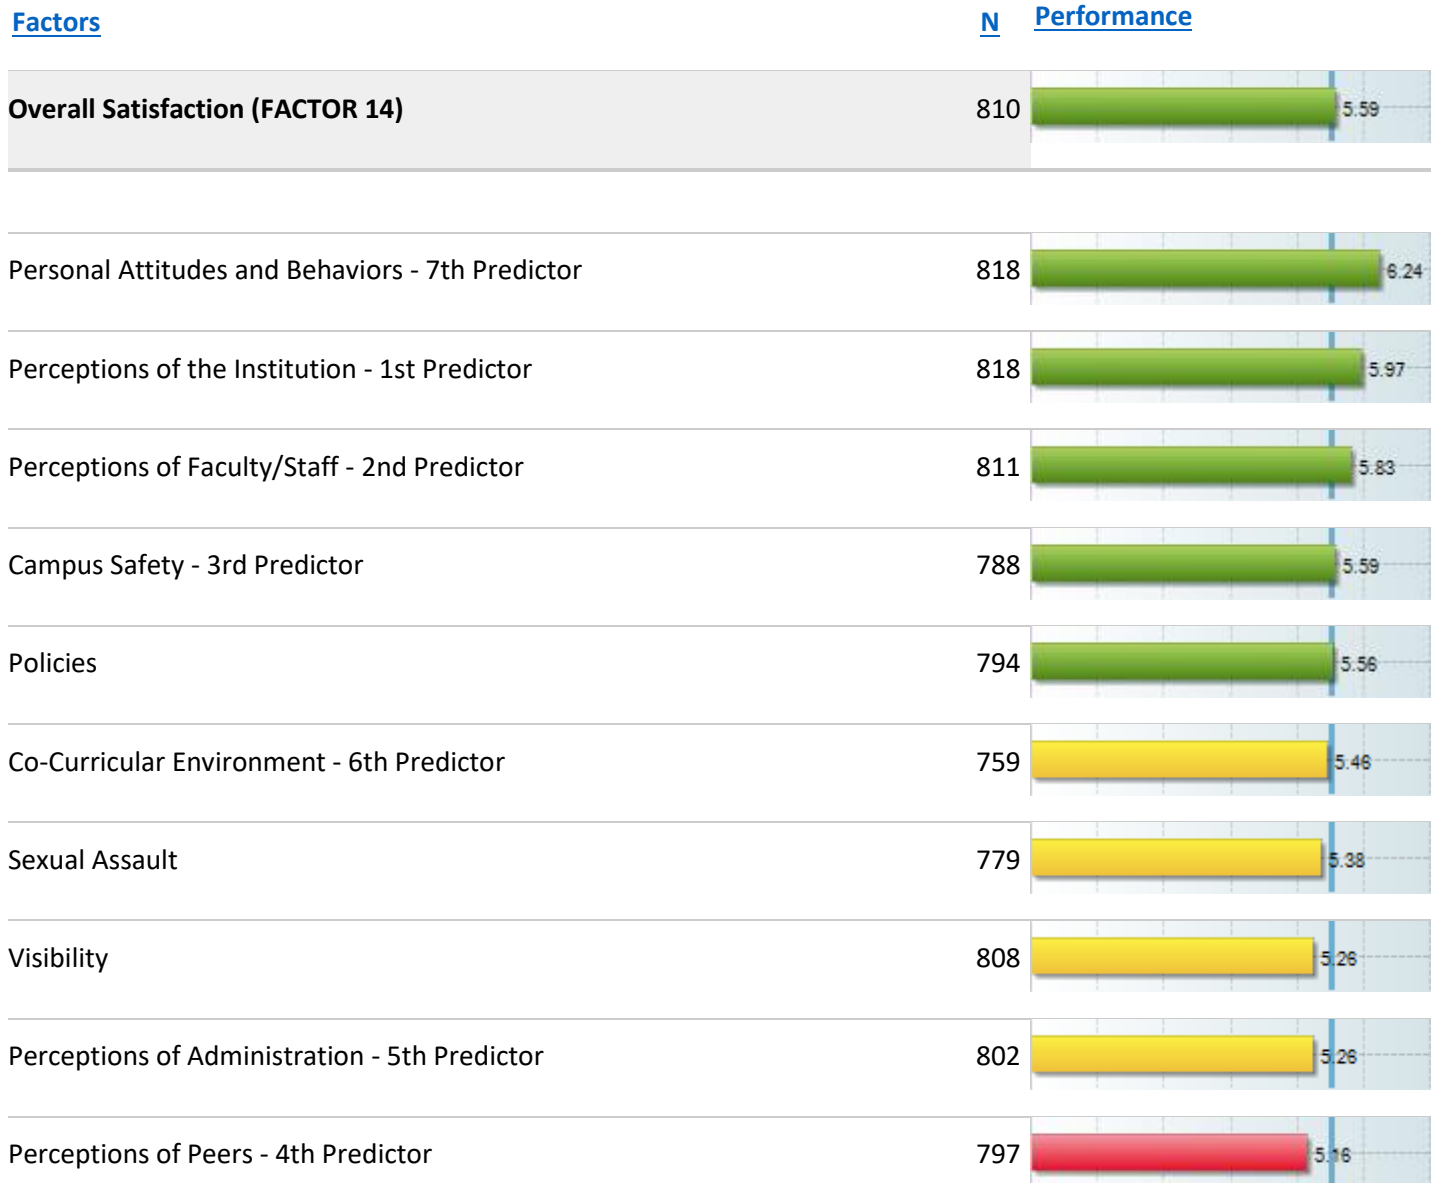 Factors N Performance
Overall Satisfaction (FACTOR 14) 810 5.59
Personal Attitudes and Behaviors - 7th Predictor 818 6.24
Perceptions of the Institution - 1st Predictor 818 5.97
Perceptions of Faculty/Staff - 2nd Predictor 811 5.83
Campus Safety - 3rd Predictor 788 5.59
Policies 794 5.56
Co-Curricular Environment - 6th Predictor 759 5.46
Sexual Assault 779 5.38
Visibility 808 5.26
Perceptions of Administration - 5th Predictor 802 5.26
Perceptions of Peers - 4th Predictor 797 5.16